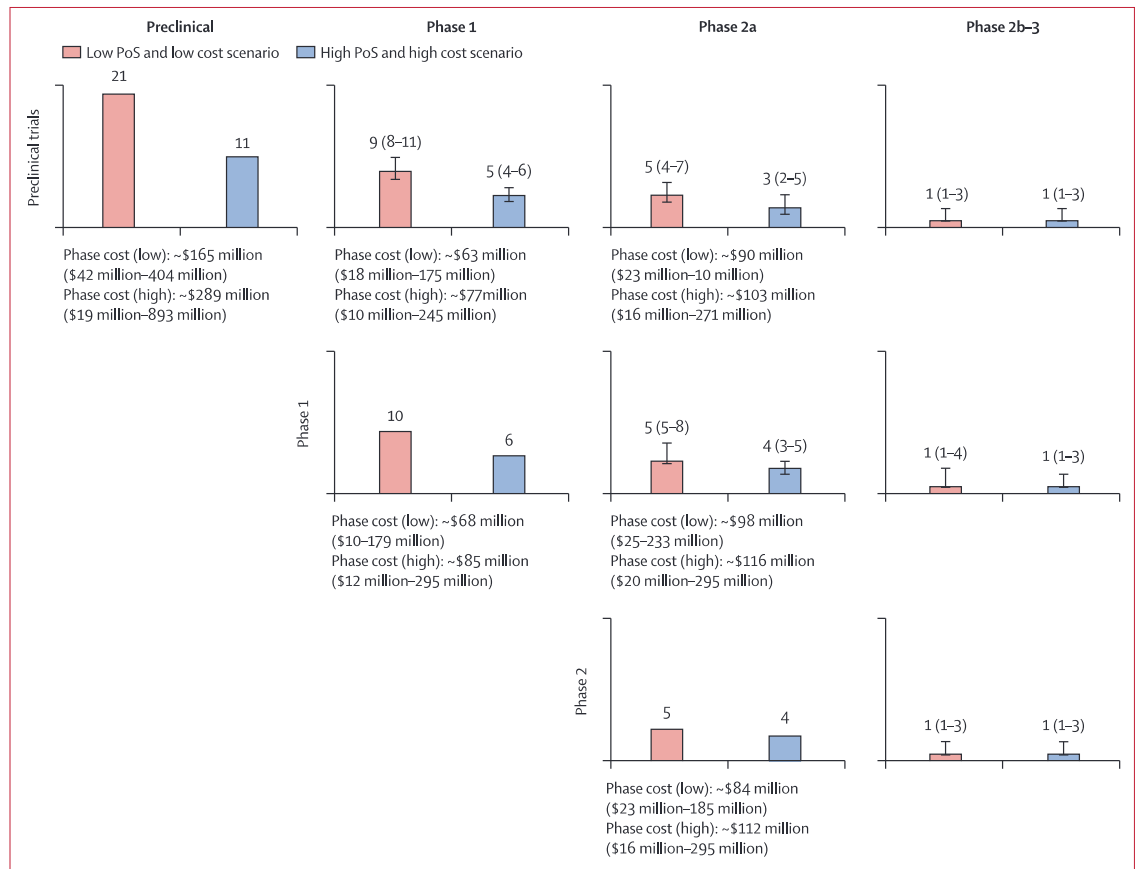 Preclinical
Phase 1
Phase 2a
Phase 2b–3
Low PoS and low cost scenario
High PoS and high cost scenario
Preclinical trials
21
11
9 (8–11)
5 (4–6)
5 (4–7)
3 (2–5)
1 (1–3)
1 (1–3)
Phase cost (low): ~$165 million
($42 million–404 million)
Phase cost (high): ~$289 million
($19 million–893 million)
Phase cost (low): ~$63 million
($18 million–175 million)
Phase cost (high): ~$77million
($10 million–245 million)
Phase cost (low): ~$90 million
($23 million–10 million)
Phase cost (high): ~$103 million
($16 million–271 million)
Phase 1
10
6
5 (5–8)
4 (3–5)
1 (1–4)
1 (1–3)
Phase cost (low): ~$68 million
($10–179 million)
Phase cost (high): ~$85 million
($12 million–295 million)
Phase cost (low): ~$98 million
($25–233 million)
Phase cost (high): ~$116 million
($20 million–295 million)
Phase 2
5
4
1 (1–3)
1 (1–3)
Phase cost (low): ~$84 million
($23 million–185 million)
Phase cost (high): ~$112 million
($16 million–295 million)